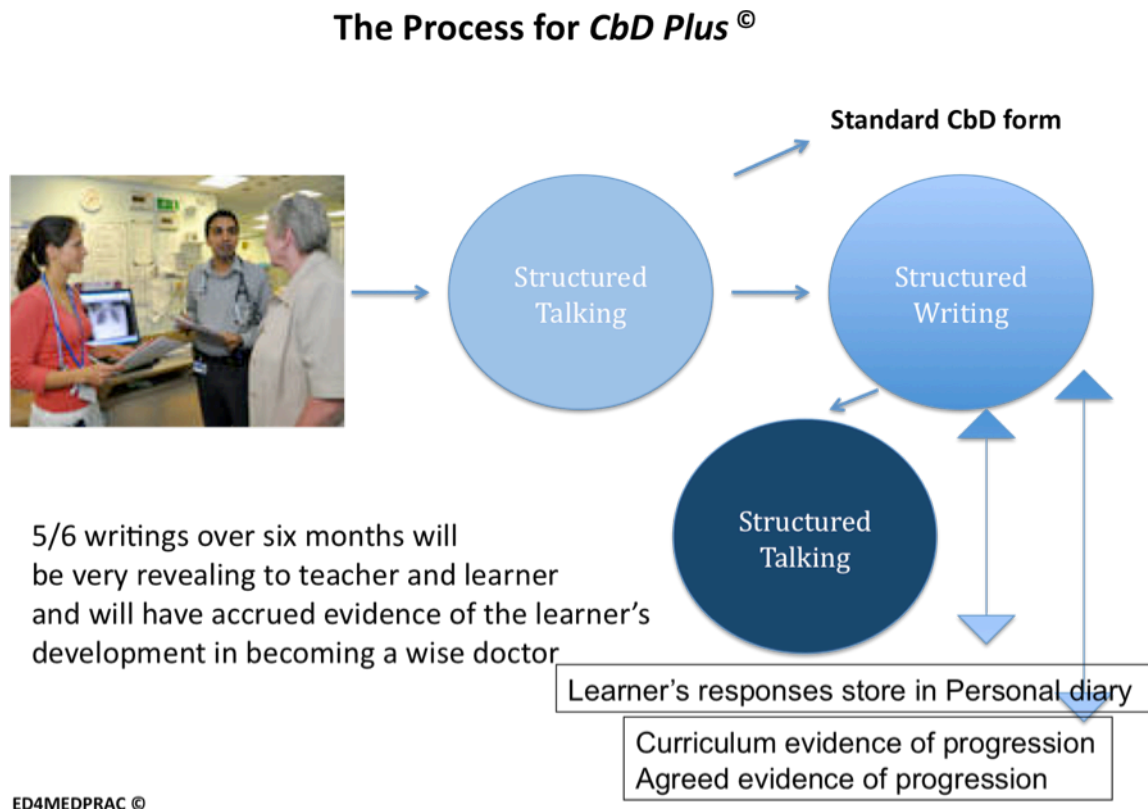 The Process for CbD Plus ©
Standard CbD form
Structured
Talking
Structured
Writing
Structured
Talking
5/6 writings over six months will
be very revealing to teacher and learner
and will have accrued evidence of the learner’s
development in becoming a wise doctor
Learner’s responses store in Personal diary
Curriculum evidence of progression
Agreed evidence of progression
ED4MEDPRAC ©